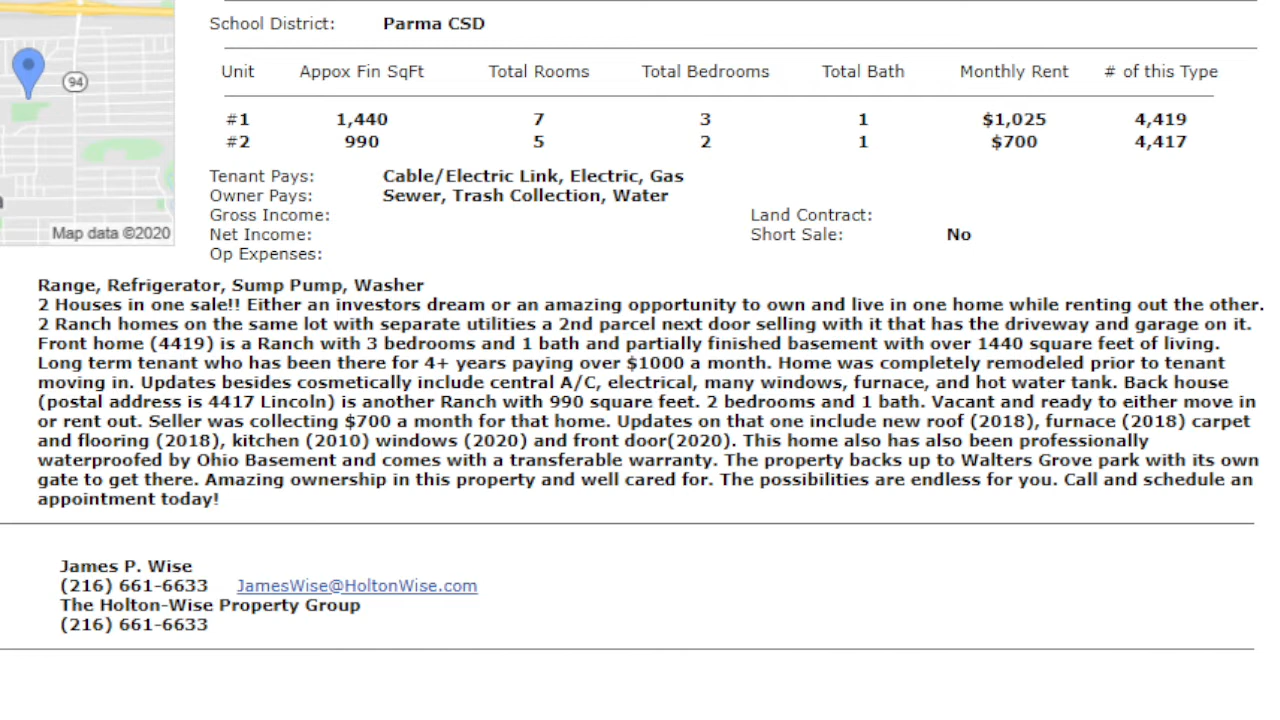 School District: Parma CSD
Unit Appox Fin SqFt Total Rooms Total Bedrooms Total Bath Monthly Rent # of this Type
94
#1 1,440 7 3 1 $1,025 4,419
#2 990 5 2 1 $700 4,417
Tenant Pays: Cable/Electric Link, Electric, Gas
Owner Pays: Sewer, Trash Collection, Water
Gross Income: Land Contract:
Net Income: Short Sale: No
Map data ©2020
Op Expenses:
Range, Refrigerator, Sump Pump, Washer
2 Houses in one sale!! Either an investors dream or an amazing opportunity to own and live in one home while renting out the other.
2 Ranch homes on the same lot with separate utilities a 2nd parcel next door selling with it that has the driveway and garage on it.
Front home (4419) is a Ranch with 3 bedrooms and 1 bath and partially finished basement with over 1440 square feet of living.
Long term tenant who has been there for 4+ years paying over $1000 a month. Home was completely remodeled prior to tenant
moving in. Updates besides cosmetically include central A/C, electrical, many windows, furnace, and hot water tank. Back house
(postal address is 4417 Lincoln) is another Ranch with 990 square feet. 2 bedrooms and 1 bath. Vacant and ready to either move in
or rent out. Seller was collecting $700 a month for that home. Updates on that one include new roof (2018), furnace (2018) carpet
and flooring (2018), kitchen (2010) windows (2020) and front door(2020). This home also has also been professionally
waterproofed by Ohio Basement and comes with a transferable warranty. The property backs up to Walters Grove park with its own
gate to get there. Amazing ownership in this property and well cared for. The possibilities are endless for you. Call and schedule an
appointment today!
James P. Wise
(216) 661-6633 JamesWise@HoltonWise.com
The Holton-Wise Property Group
(216) 661-6633